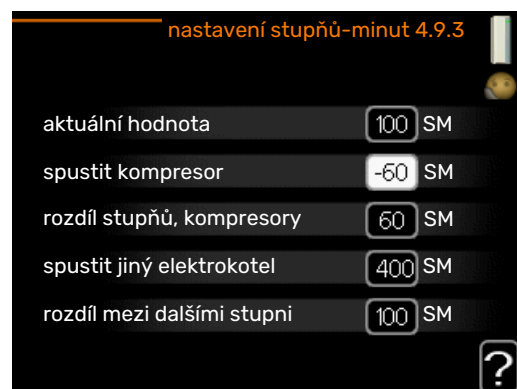 nastavení stupňů-minut 4.9.3
aktuální hodnota 100 SM
spustit kompresor -60 SM
rozdíl stupňů, kompresory 60 SM
spustit jiný elektrokotel 400 SM
rozdíl mezi dalšími stupni 100 SM
?